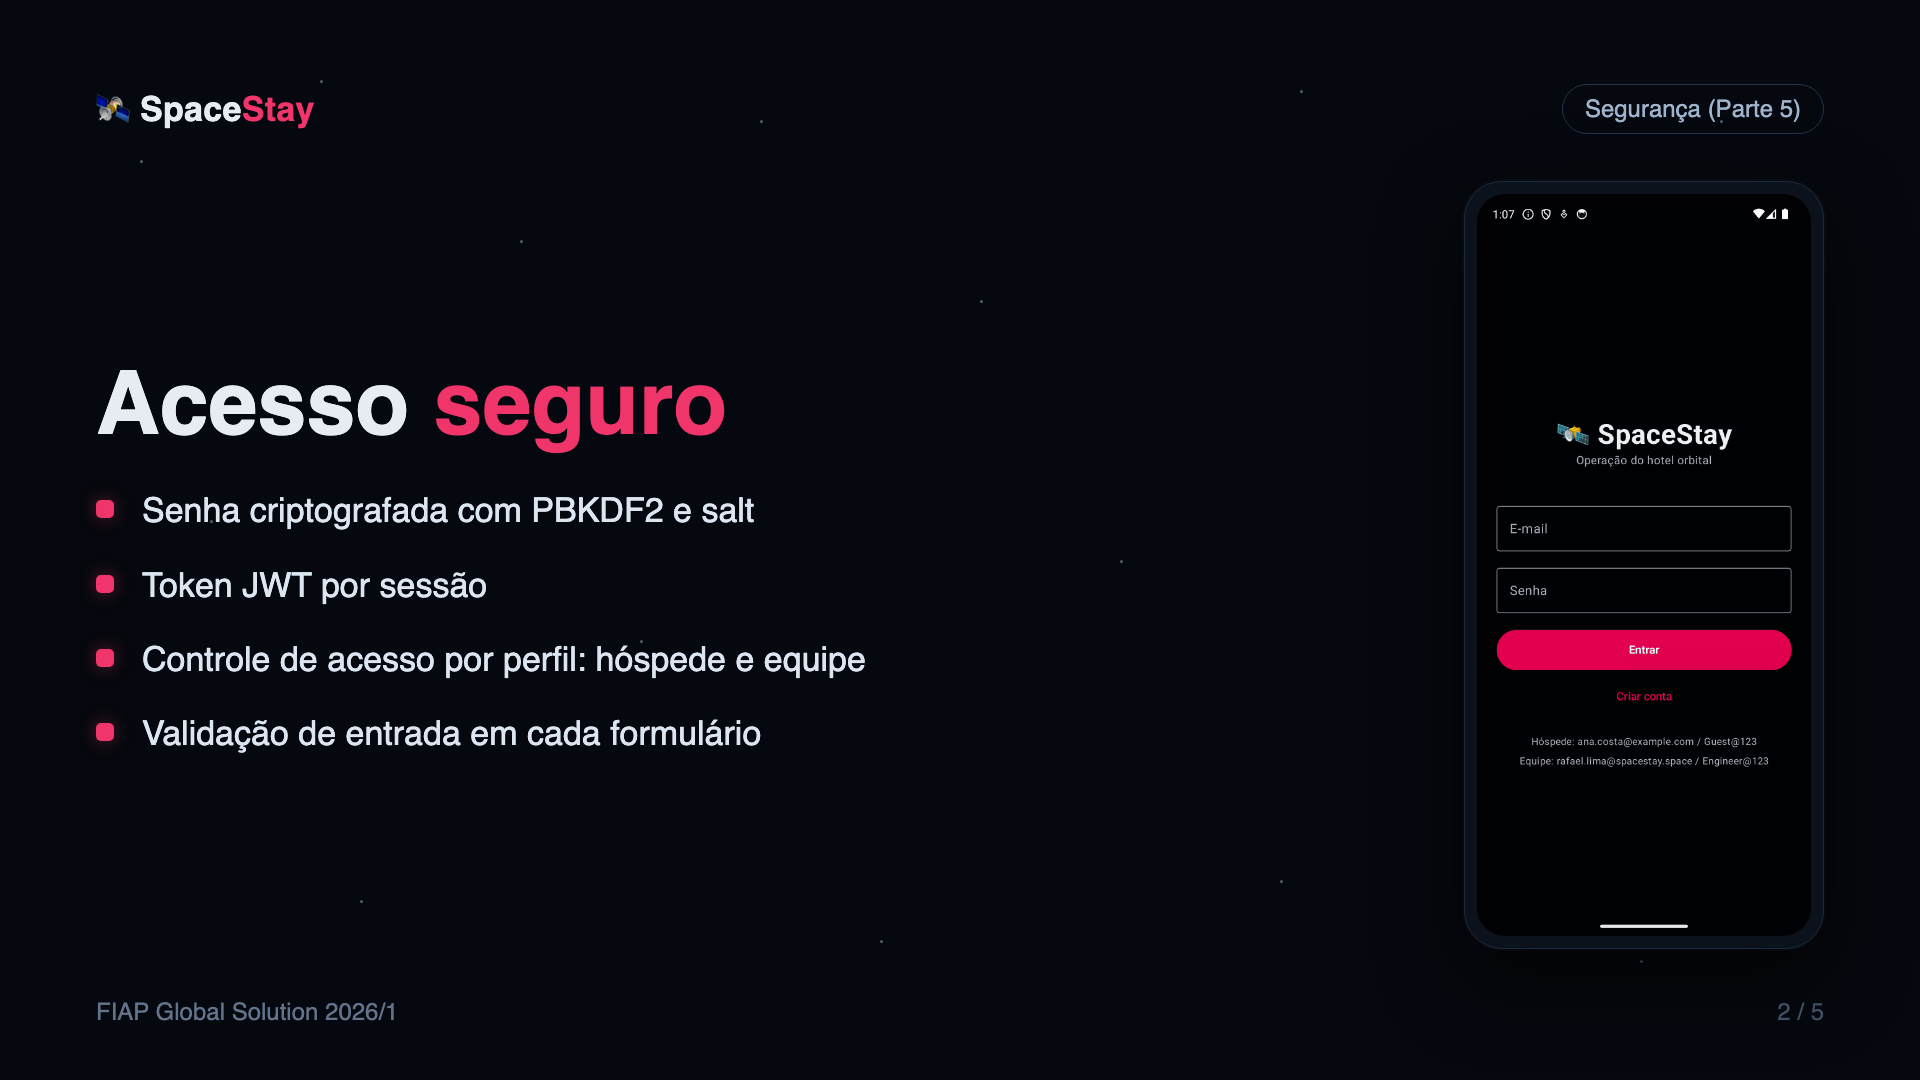 SpaceStay
Segurança (Parte 5)
Acesso seguro
Senha criptografada com PBKDF2 e salt
Token JWT por sessão
Controle de acesso por perfil: hóspede e equipe
Validação de entrada em cada formulário
1:07
SpaceStay
Operação do hotel orbital
E-mail
Senha
Entrar
Criar conta
Hóspede: ana.costa@example.com / Guest@123
Equipe: rafael.lima@spacestay.space / Engineer@123
FIAP Global Solution 2026/1
2 / 5